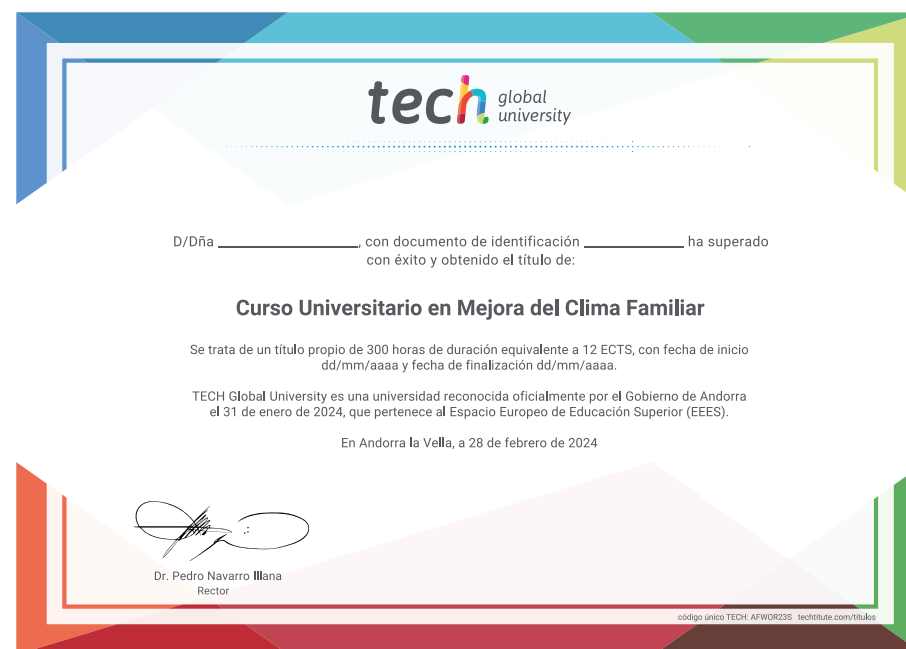 tech global university
D/Dña ____________, con documento de identificación ____________ ha superado
con éxito y obtenido el título de:
Curso Universitario en Mejora del Clima Familiar
Se trata de un título propio de 300 horas de duración equivalente a 12 ECTS, con fecha de inicio
dd/mm/aaaa y fecha de finalización dd/mm/aaaa.
TECH Global University es una universidad reconocida oficialmente por el Gobierno de Andorra
el 31 de enero de 2024, que pertenece al Espacio Europeo de Educación Superior (EEES).
En Andorra la Vella, a 28 de febrero de 2024
Dr. Pedro Navarro Illana
Rector
código único TECH: AFWOR23S techtitute.com/titulos